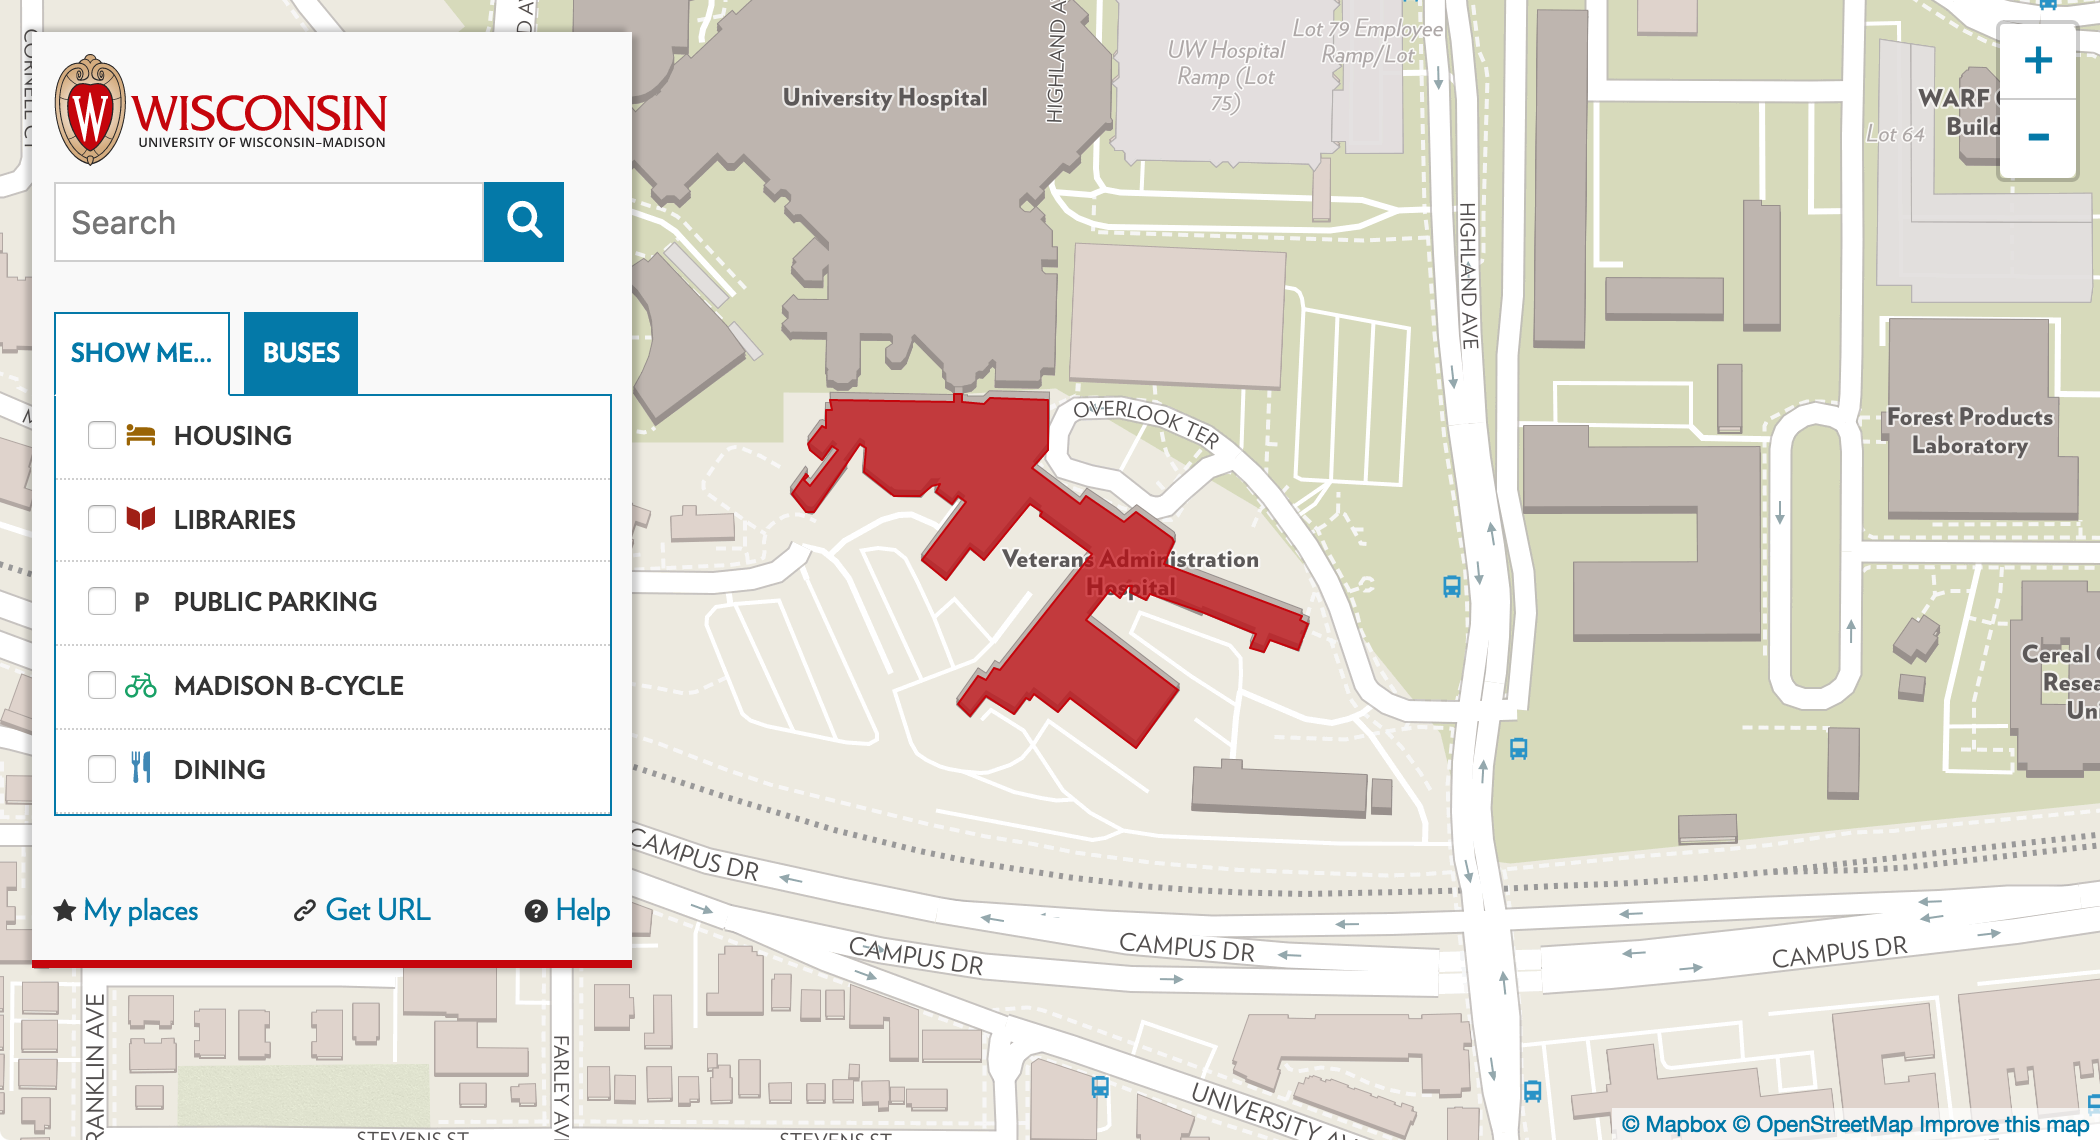 WISCONSIN
UNIVERSITY OF WISCONSIN–MADISON
Search
SHOW ME...
BUSES
HOUSING
LIBRARIES
P PUBLIC PARKING
MADISON B-CYCLE
DINING
My places
Get URL
? Help
CORNELL CT
University Hospital
HIGHLAND A
UW Hospital
Ramp (Lot
75)
Lot 79 Employee
Ramp/Lot
HIGHLAND AVE
+
-
WARF
Build
Lot 64
OVERLOOK TER
Forest Products
Laboratory
Veterans Administration
Hospital
Cereal
Resea
Uni
CAMPUS DR
CAMPUS DR
CAMPUS DR
CAMPUS DR
RANKLIN AVE
FARLEY AV
STEVENS ST
STEVENS ST
UNIVERSITY AV
© Mapbox © OpenStreetMap Improve this map
W